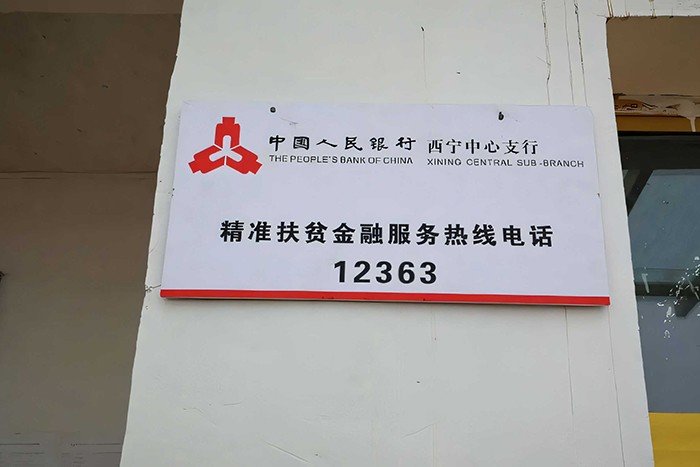 中国人民银行 西宁中心支行
THE PEOPLE'S BANK OF CHINA XINING CENTRAL SUB-BRANCH
精准扶贫金融服务热线电话
12363